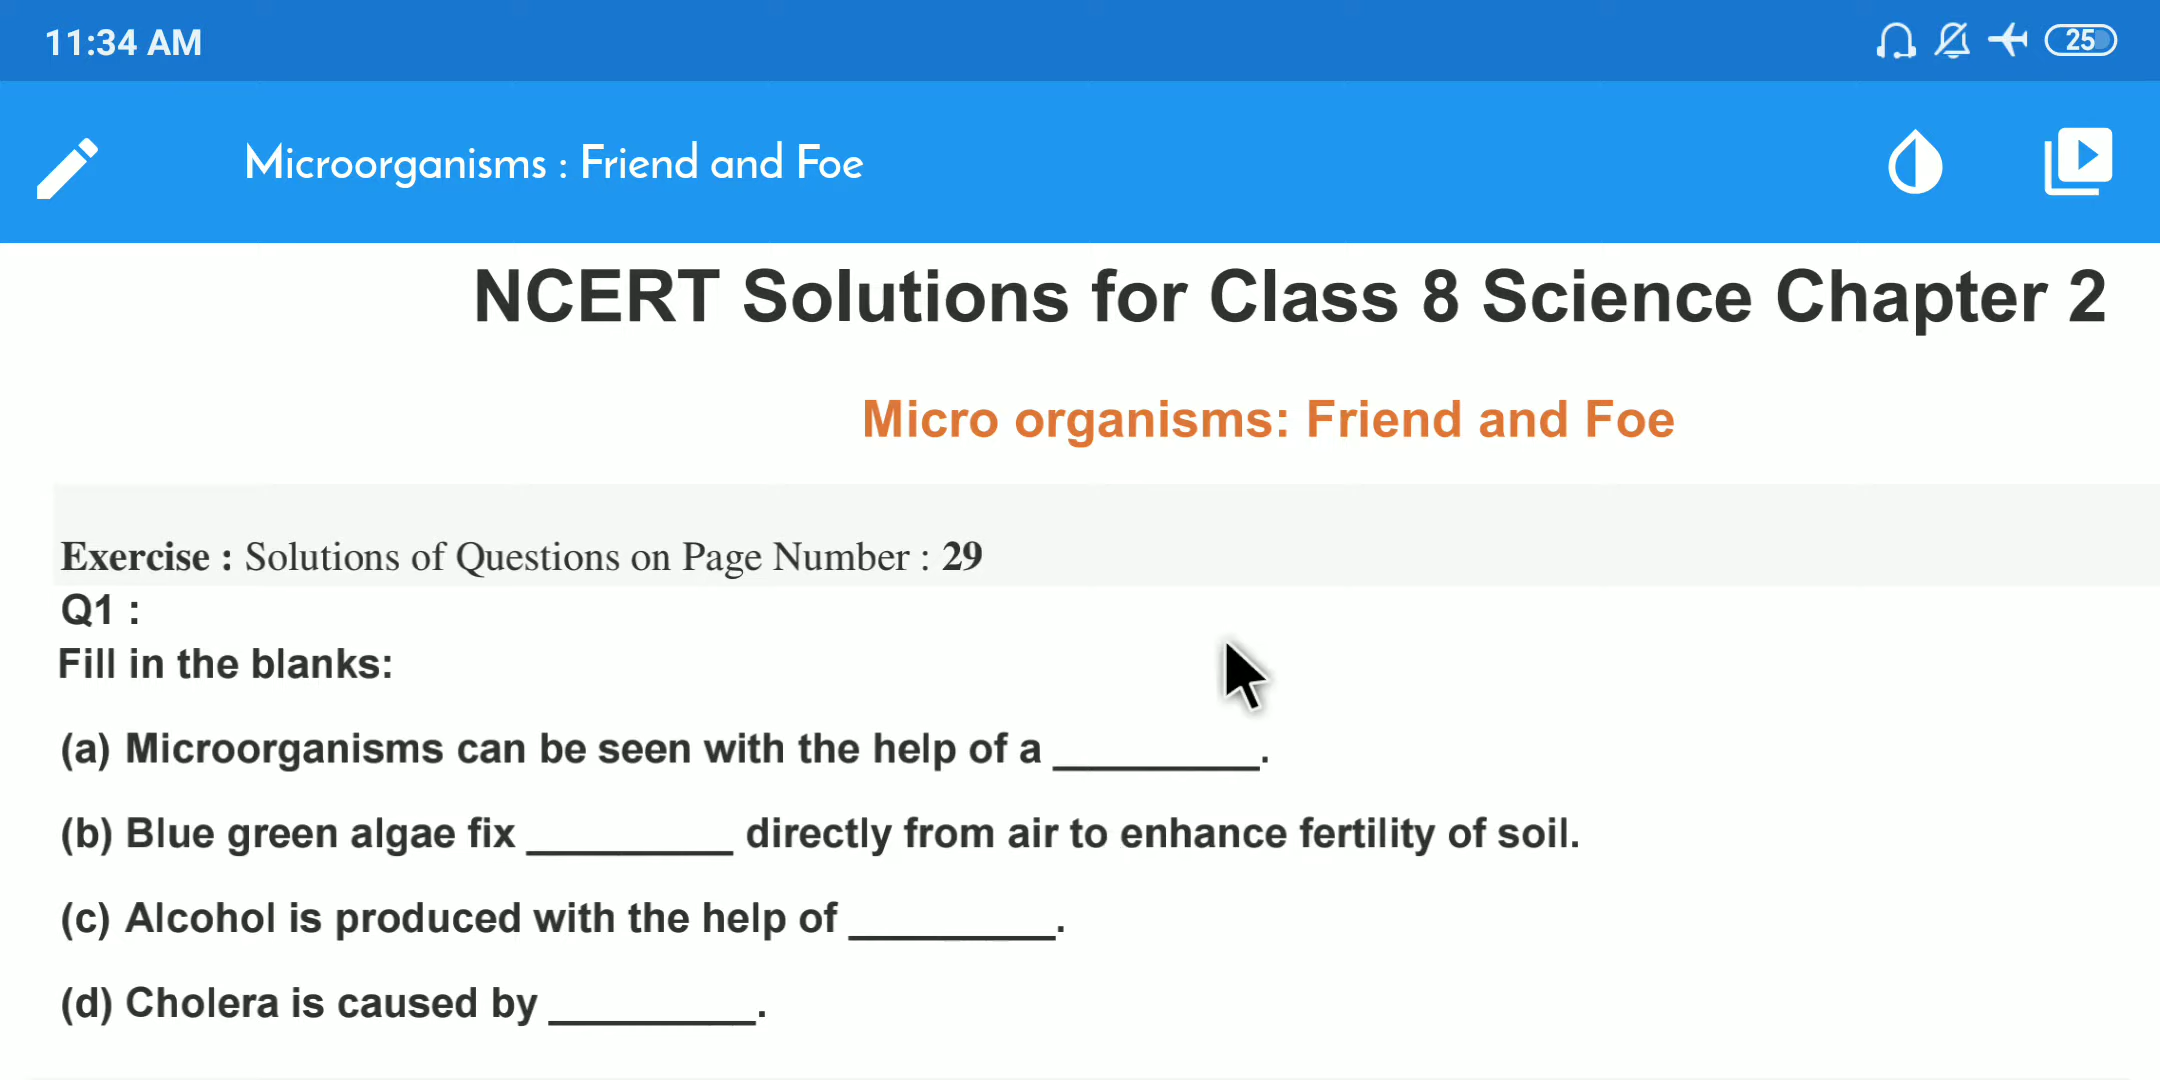 11:34 AM
25
Microorganisms : Friend and Foe
NCERT Solutions for Class 8 Science Chapter 2
Micro organisms: Friend and Foe
Exercise : Solutions of Questions on Page Number : 29
Q1 :
Fill in the blanks:
(a) Microorganisms can be seen with the help of a _________.
(b) Blue green algae fix _________ directly from air to enhance fertility of soil.
(c) Alcohol is produced with the help of _________.
(d) Cholera is caused by _________.